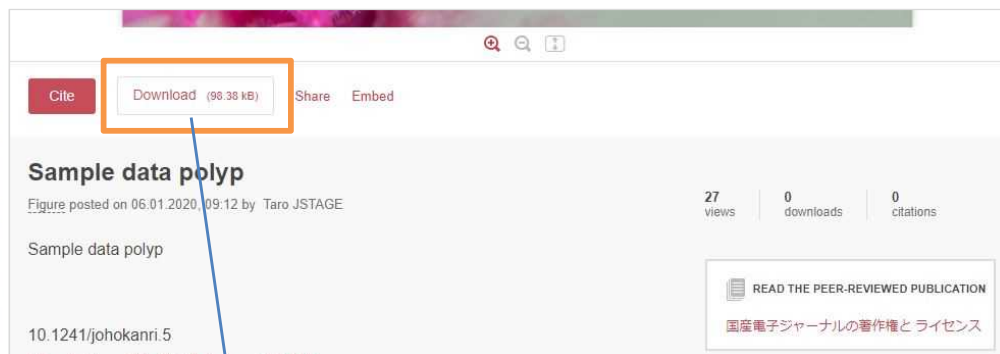 Cite Download (98.38 kB) Share Embed
Sample data polyp
Figure posted on 06.01.2020, 09:12 by Taro JSTAGE
27 0 0
views downloads citations
Sample data polyp
READ THE PEER-REVIEWED PUBLICATION
国産電子ジャーナルの著作権と ライセンス
10.1241/johokanri.5